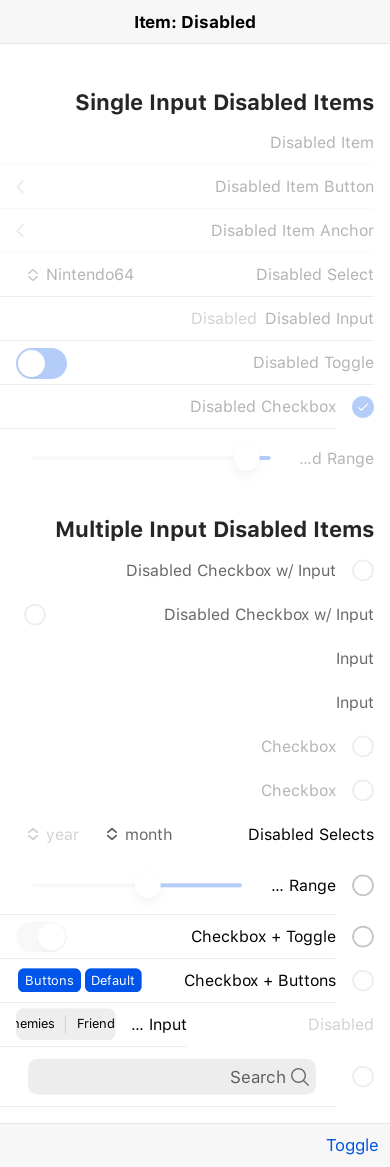 Item: Disabled
Single Input Disabled Items
Disabled Item
Disabled Item Button
Disabled Item Anchor
Disabled Select Nintendo64
Disabled Input Disabled
Disabled Toggle
Disabled Checkbox
...d Range
Multiple Input Disabled Items
Disabled Checkbox w/ Input
Disabled Checkbox w/ Input
Input
Input
Checkbox
Checkbox
Disabled Selects month year
... Range
Checkbox + Toggle
Checkbox + Buttons Default Buttons
Disabled ... Input Friend nemies
Search
Toggle